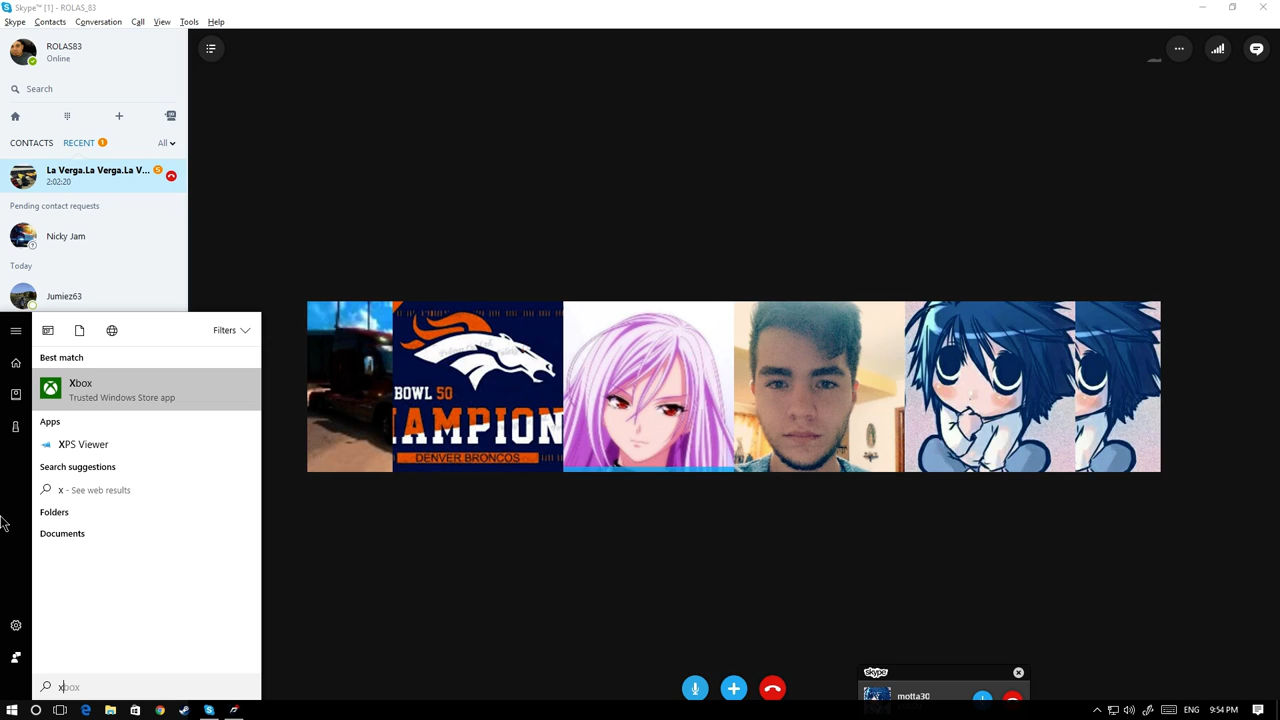 Skype™ [1] - ROLAS_83
Skype Contacts Conversation Call View Tools Help
ROLAS83
Online
Search
CONTACTS RECENT 1 All
La Verga.La Verga.La V... 5
2:02:20
Pending contact requests
Nicky Jam
Today
Jumiez63
Filters
Best match
Xbox
Trusted Windows Store app
Apps
XPS Viewer
Search suggestions
x - See web results
Folders
Documents
xbox
BOWL 50
HAMPION
DENVER BRONCOS
skype
motta30
ENG 9:54 PM